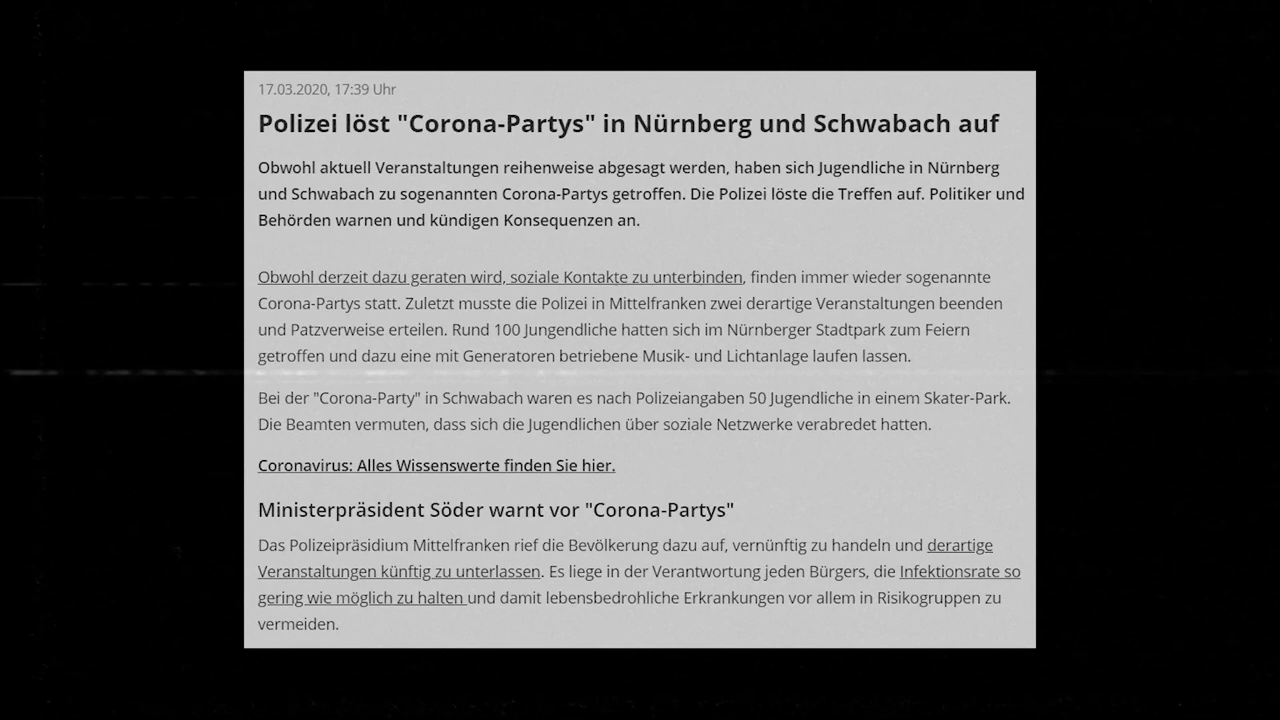 17.03.2020, 17:39 Uhr
Polizei löst "Corona-Partys" in Nürnberg und Schwabach auf
Obwohl aktuell Veranstaltungen reihenweise abgesagt werden, haben sich Jugendliche in Nürnberg
und Schwabach zu sogenannten Corona-Partys getroffen. Die Polizei löste die Treffen auf. Politiker und
Behörden warnen und kündigen Konsequenzen an.
Obwohl derzeit dazu geraten wird, soziale Kontakte zu unterbinden, finden immer wieder sogenannte
Corona-Partys statt. Zuletzt musste die Polizei in Mittelfranken zwei derartige Veranstaltungen beenden
und Patzverweise erteilen. Rund 100 Jungendliche hatten sich im Nürnberger Stadtpark zum Feiern
getroffen und dazu eine mit Generatoren betriebene Musik- und Lichtanlage laufen lassen.
Bei der "Corona-Party" in Schwabach waren es nach Polizeiangaben 50 Jugendliche in einem Skater-Park.
Die Beamten vermuten, dass sich die Jugendlichen über soziale Netzwerke verabredet hatten.
Coronavirus: Alles Wissenswerte finden Sie hier.
Ministerpräsident Söder warnt vor "Corona-Partys"
Das Polizeipräsidium Mittelfranken rief die Bevölkerung dazu auf, vernünftig zu handeln und derartige
Veranstaltungen künftig zu unterlassen. Es liege in der Verantwortung jeden Bürgers, die Infektionsrate so
gering wie möglich zu halten und damit lebensbedrohliche Erkrankungen vor allem in Risikogruppen zu
vermeiden.